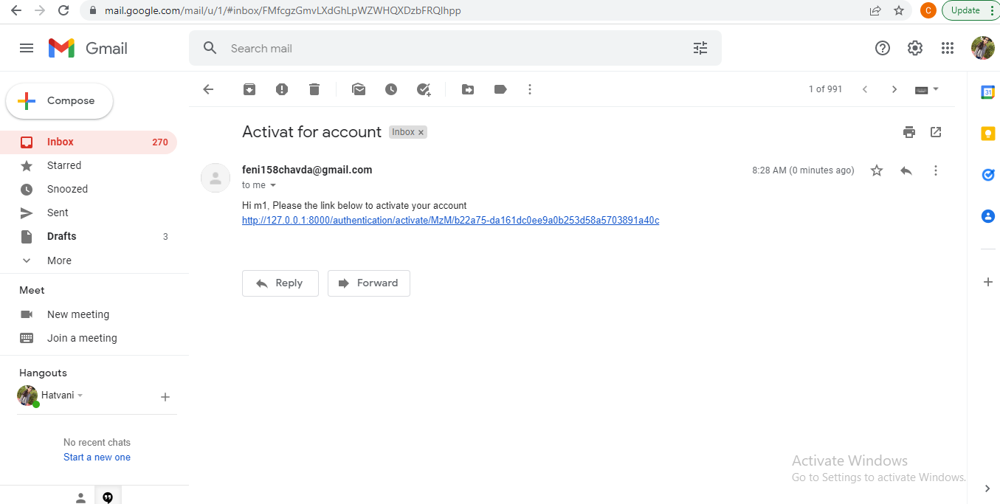 mail.google.com/mail/u/1/#inbox/FMfcgzGmvLXdGhLpWZWHQXDzbFRQlhpp
C
Update
Gmail
Search mail
Compose
1 of 991
31
Inbox 270
Starred
Snoozed
Sent
Drafts 3
More
Activat for account Inbox ×
feni158chavda@gmail.com
8:28 AM (0 minutes ago)
to me
Hi m1, Please the link below to activate your account
http://127.0.0.1:8000/authentication/activate/MzM/b22a75-da161dc0ee9a0b253d58a5703891a40c
Reply
Forward
Meet
New meeting
Join a meeting
Hangouts
Hatvani
No recent chats
Start a new one
Activate Windows
Go to Settings to activate Windows.